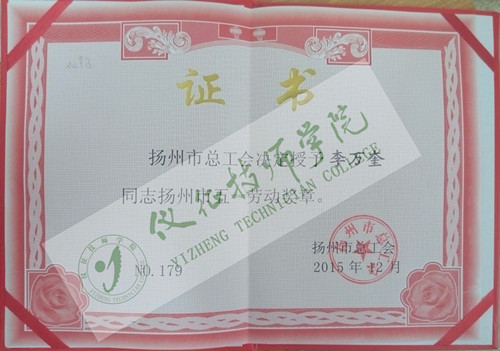 证 书
扬州市总工会决定授予李万奎
同志扬州市五一劳动奖章。
仪化技师学院
YIZHENG TECHNICIAN COLLEGE
扬州市总工会
2015年12月
NO.179